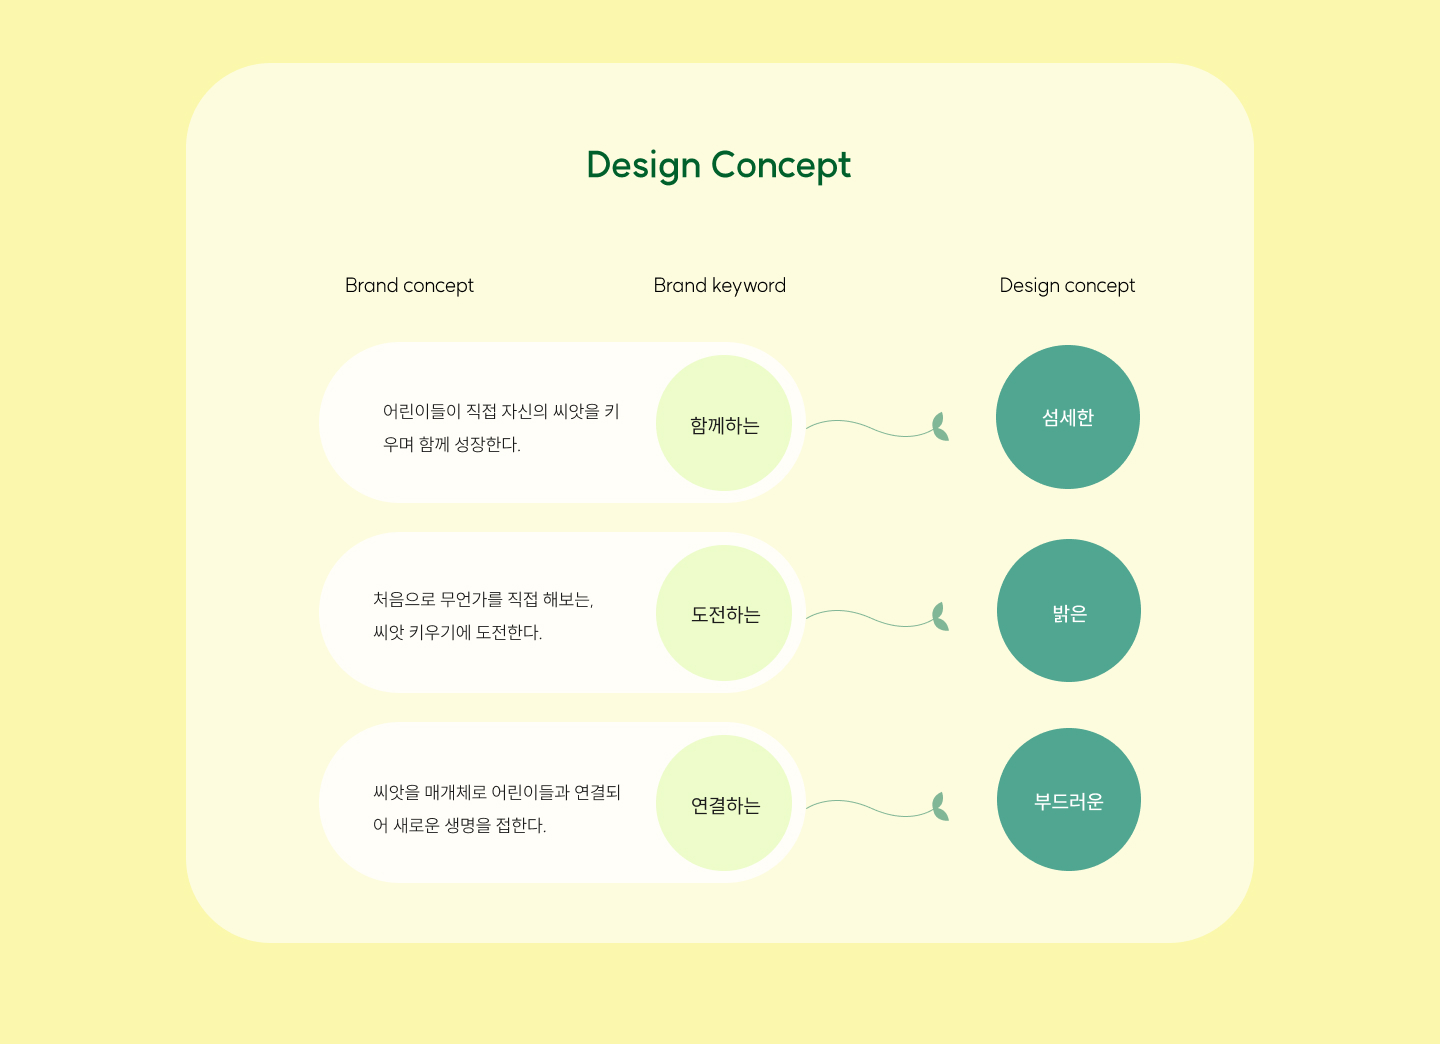 Design Concept
Brand concept
Brand keyword
Design concept
어린이들이 직접 자신의 씨앗을 키
우며 함께 성장한다.
함께하는
섬세한
처음으로 무언가를 직접 해보는,
씨앗 키우기에 도전한다.
도전하는
밝은
씨앗을 매개체로 어린이들과 연결되
어 새로운 생명을 접한다.
연결하는
부드러운